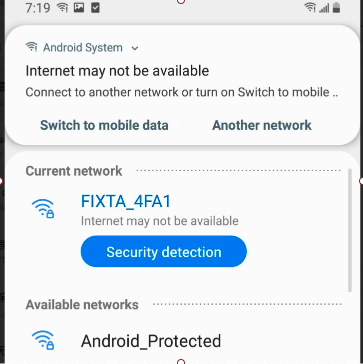 7:19
Android System
Internet may not be available
Connect to another network or turn on Switch to mobile ..
Switch to mobile data
Another network
Current network
FIXTA_4FA1
Internet may not be available
Security detection
Available networks
Android_Protected